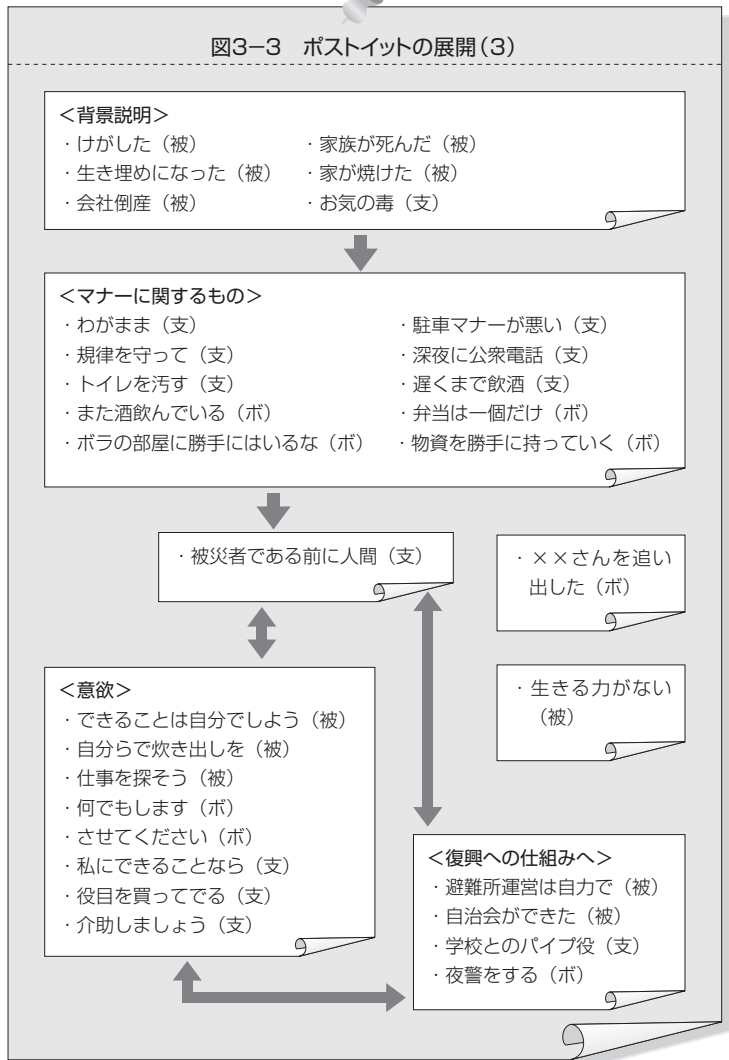 図3−3 ポストイットの展開(3)
<背景説明>
・けがした(被) ・家族が死んだ(被)
・生き埋めになった(被) ・家が焼けた(被)
・会社倒産(被) ・お気の毒(支)
<マナーに関するもの>
・わがまま(支) ・駐車マナーが悪い(支)
・規律を守って(支) ・深夜に公衆電話(支)
・トイレを汚す(支) ・遅くまで飲酒(支)
・また酒飲んでいる(ボ) ・弁当は一個だけ(ボ)
・ボラの部屋に勝手にはいるな(ボ) ・物資を勝手に持っていく(ボ)
・被災者である前に人間(支)
・××さんを追い
出した(ボ)
・生きる力がない
(被)
<意欲>
・できることは自分でしよう(被)
・自分らで炊き出しを(被)
・仕事を探そう(被)
・何でもします(ボ)
・させてください(ボ)
・私にできることなら(支)
・役目を買ってでる(支)
・介助しましょう(支)
<復興への仕組みへ>
・避難所運営は自力で(被)
・自治会ができた(被)
・学校とのパイプ役(支)
・夜警をする(ボ)